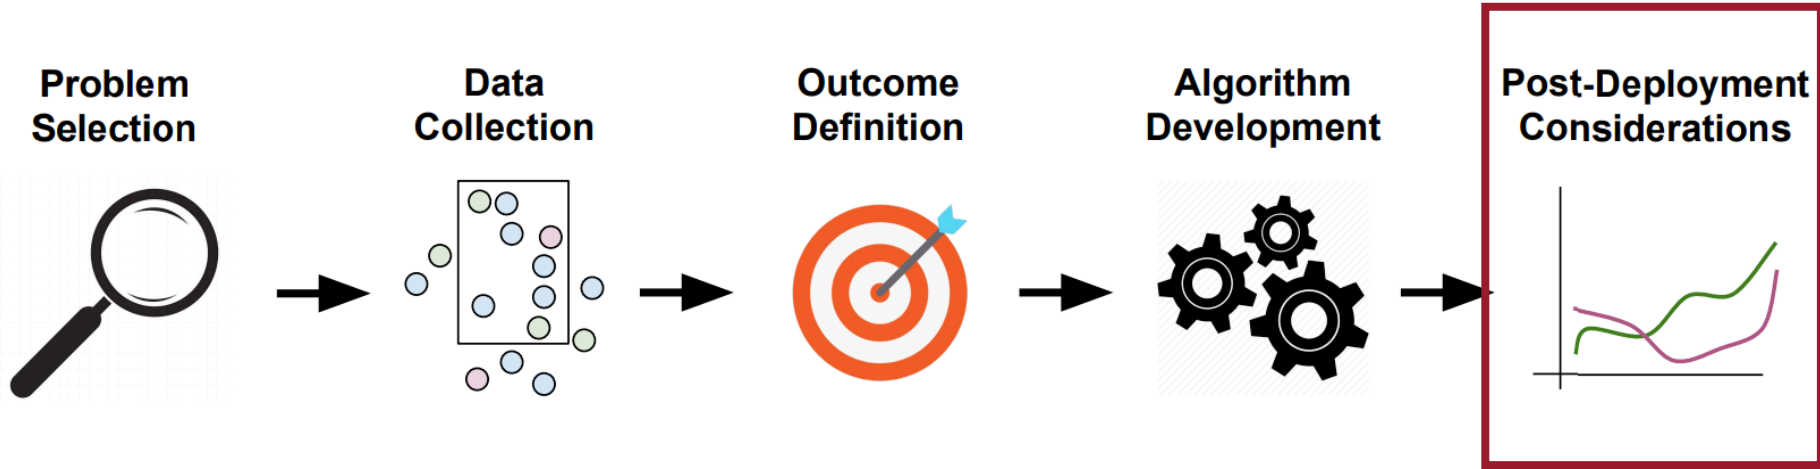 Problem
Selection
Data
Collection
Outcome
Definition
Algorithm
Development
Post-Deployment
Considerations